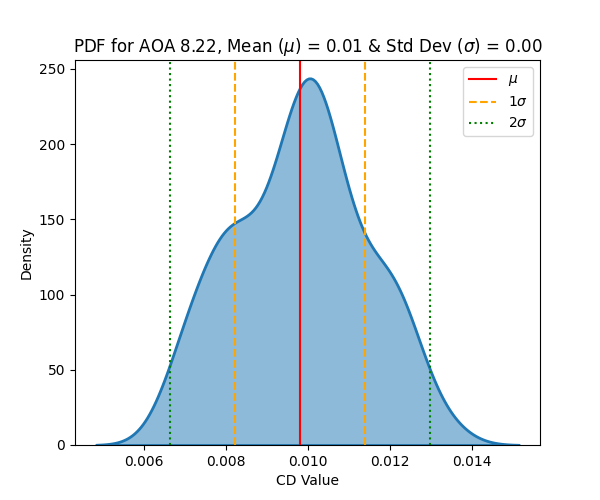 PDF for AOA 8.22, Mean (μ) = 0.01 & Std Dev (σ) = 0.00
μ
1σ
2σ
250
200
150
100
50
0
Density
0.006 0.008 0.010 0.012 0.014
CD Value